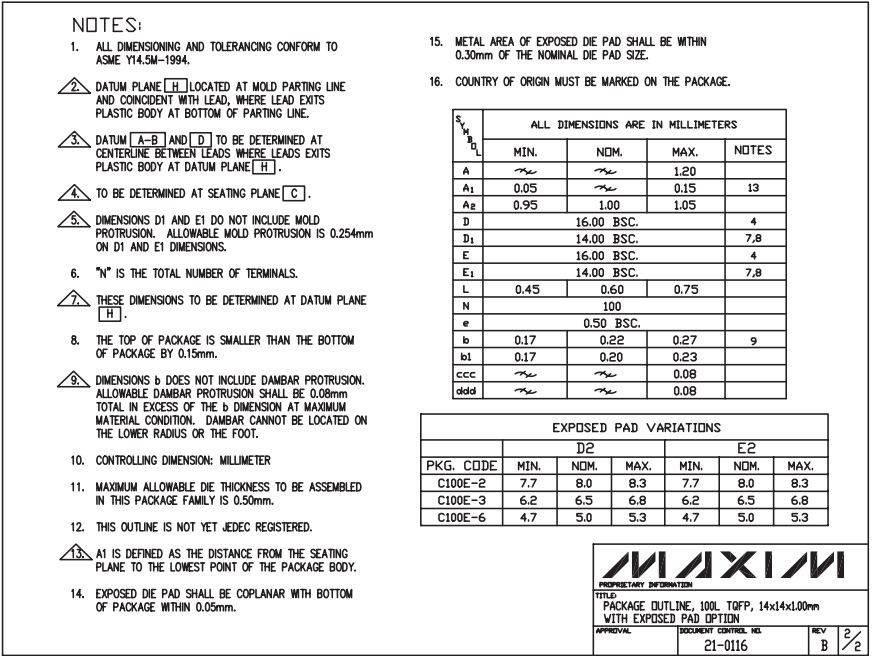 NOTES:
1. ALL DIMENSIONING AND TOLERANCING CONFORM TO
ASME Y14.5M-1994.
2. DATUM PLANE H LOCATED AT MOLD PARTING LINE
AND COINCIDENT WITH LEAD, WHERE LEAD EXITS
PLASTIC BODY AT BOTTOM OF PARTING LINE.
3. DATUM A-B AND D TO BE DETERMINED AT
CENTERLINE BETWEEN LEADS WHERE LEADS EXITS
PLASTIC BODY AT DATUM PLANE H .
4. TO BE DETERMINED AT SEATING PLANE C .
5. DIMENSIONS D1 AND E1 DO NOT INCLUDE MOLD
PROTRUSION. ALLOWABLE MOLD PROTRUSION IS 0.254mm
ON D1 AND E1 DIMENSIONS.
6. "N" IS THE TOTAL NUMBER OF TERMINALS.
7. THESE DIMENSIONS TO BE DETERMINED AT DATUM PLANE
H .
8. THE TOP OF PACKAGE IS SMALLER THAN THE BOTTOM
OF PACKAGE BY 0.15mm.
9. DIMENSIONS b DOES NOT INCLUDE DAMBAR PROTRUSION.
ALLOWABLE DAMBAR PROTRUSION SHALL BE 0.08mm
TOTAL IN EXCESS OF THE b DIMENSION AT MAXIMUM
MATERIAL CONDITION. DAMBAR CANNOT BE LOCATED ON
THE LOWER RADIUS OR THE FOOT.
10. CONTROLLING DIMENSION: MILLIMETER
11. MAXIMUM ALLOWABLE DIE THICKNESS TO BE ASSEMBLED
IN THIS PACKAGE FAMILY IS 0.50mm.
12. THIS OUTLINE IS NOT YET JEDEC REGISTERED.
13. A1 IS DEFINED AS THE DISTANCE FROM THE SEATING
PLANE TO THE LOWEST POINT OF THE PACKAGE BODY.
14. EXPOSED DIE PAD SHALL BE COPLANAR WITH BOTTOM
OF PACKAGE WITHIN 0.05mm.
15. METAL AREA OF EXPOSED DIE PAD SHALL BE WITHIN
0.30mm OF THE NOMINAL DIE PAD SIZE.
16. COUNTRY OF ORIGIN MUST BE MARKED ON THE PACKAGE.
SYMBOL ALL DIMENSIONS ARE IN MILLIMETERS
MIN. NOM. MAX. NOTES
A 1.20
A1 0.05 0.15 13
A2 0.95 1.00 1.05
D 16.00 BSC. 4
D1 14.00 BSC. 7,8
E 16.00 BSC. 4
E1 14.00 BSC. 7,8
L 0.45 0.60 0.75
N 100
e 0.50 BSC.
b 0.17 0.22 0.27 9
b1 0.17 0.20 0.23
ccc 0.08
ddd 0.08
EXPOSED PAD VARIATIONS
D2 E2
PKG. CODE MIN. NOM. MAX. MIN. NOM. MAX.
C100E-2 7.7 8.0 8.3 7.7 8.0 8.3
C100E-3 6.2 6.5 6.8 6.2 6.5 6.8
C100E-6 4.7 5.0 5.3 4.7 5.0 5.3
MAXIM
PROPRIETARY INFORMATION
TITLE:
PACKAGE OUTLINE, 100L TQFP, 14x14x1.00mm
WITH EXPOSED PAD OPTION
APPROVAL DOCUMENT CONTROL NO. REV
21-0116 B 2/2